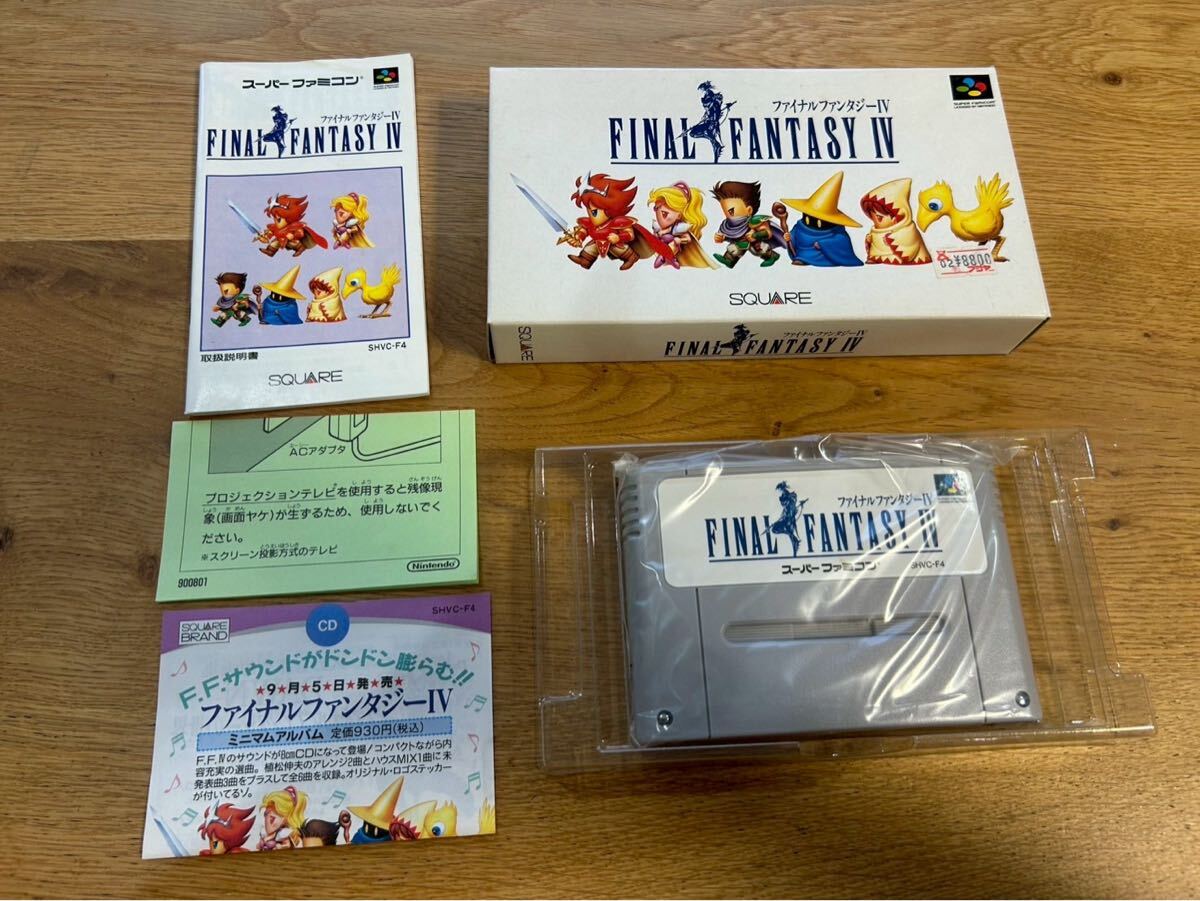 スーパーファミコン
ファイナルファンタジーIV
FINAL FANTASY IV
取扱説明書
SHVC-F4
SQUARE
ファイナルファンタジーIV
FINAL FANTASY IV
SUPER FAMICOM
02¥8800
SQUARE
SQUARE
ファイナルファンタジーIV
FINAL FANTASY IV
ACアダプタ
プロジェクションテレビ※を使用すると残像現
象(画面ヤケ)が生ずるため、使用しないでく
ださい。
※スクリーン投影方式のテレビ
900801
Nintendo
SQUARE
BRAND
CD
SHVC-F4
F.F.サウンドがドンドン膨らむ!!
★9★月★5★日★発★売★
ファイナルファンタジーIV
ミニマムアルバム 定価930円(税込)
F.F.IVのサウンドが8cmCDになって登場!コンパクトながら内
容充実の選曲。植松伸夫のアレンジ2曲とハウスMIX1曲に未
発表曲3曲をプラスして全6曲を収録。オリジナル・ロゴステッカー
が付いてるゾ。
ファイナルファンタジーIV
FINAL FANTASY IV
スーパーファミコン
SHVC-F4